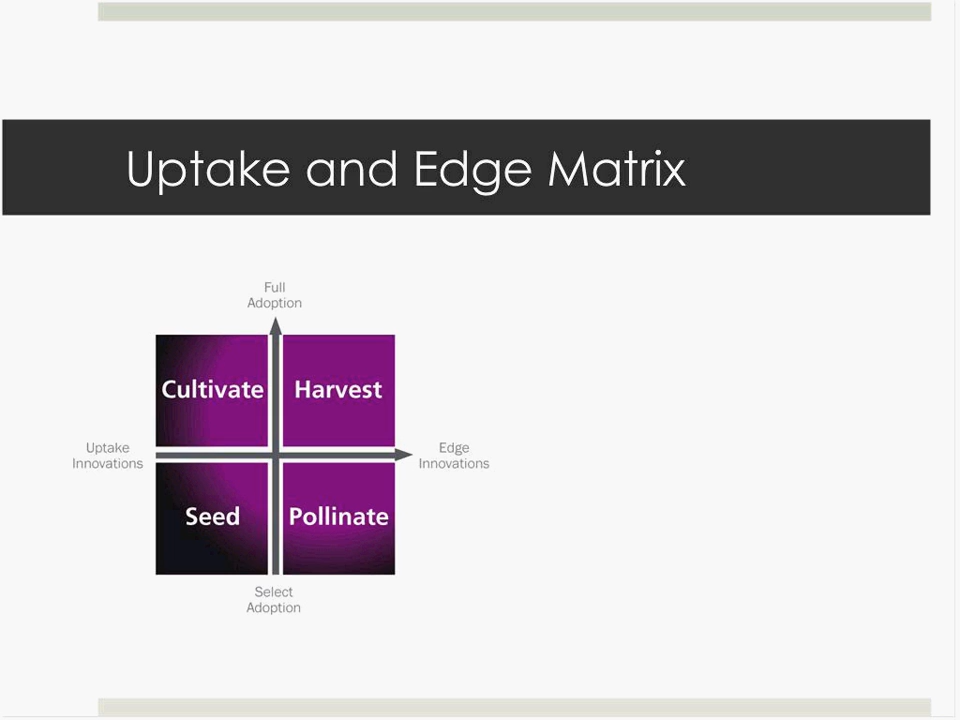 Uptake and Edge Matrix
Full
Adoption
Cultivate
Harvest
Uptake
Innovations
Edge
Innovations
Seed
Pollinate
Select
Adoption